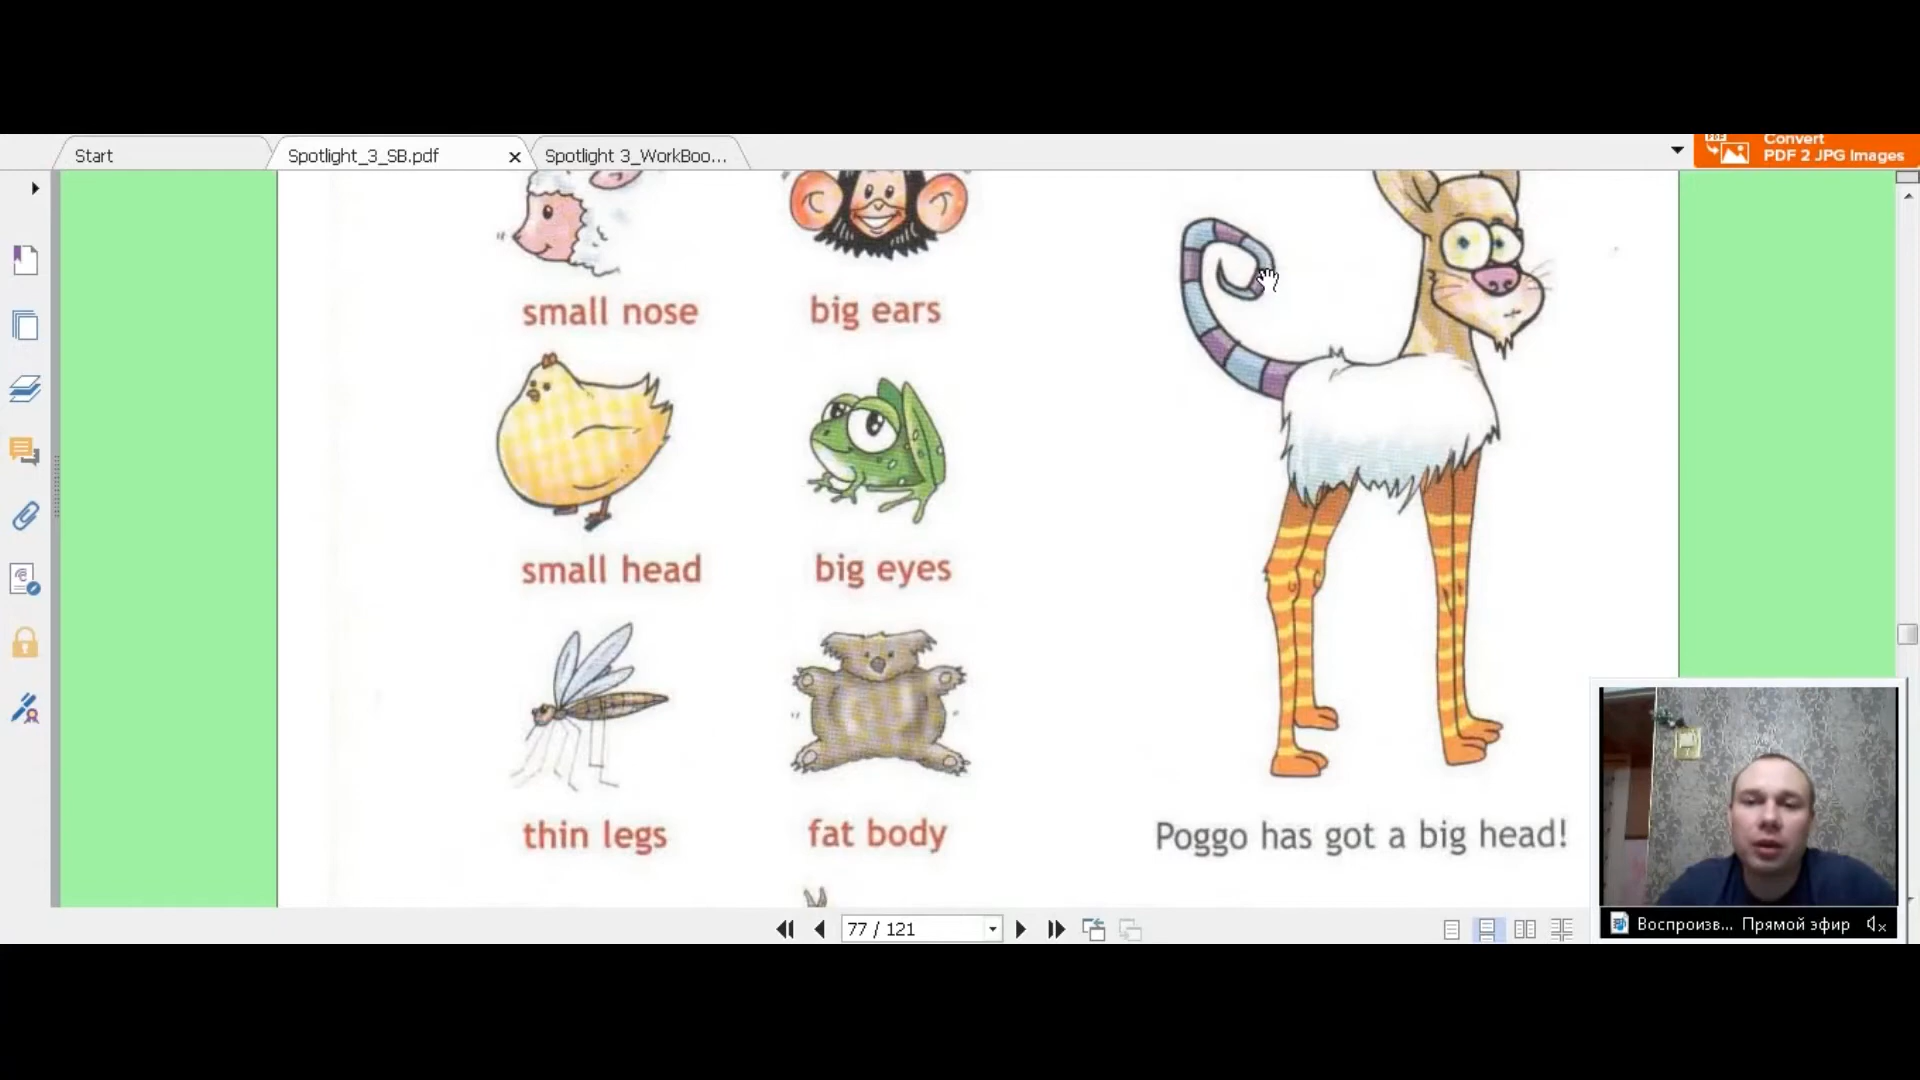 Convert
PDF 2 JPG Images
Start
Spotlight_3_SB.pdf
Spotlight 3_WorkBoo...
small nose
big ears
small head
big eyes
thin legs
fat body
Poggo has got a big head!
77 / 121
Воспроизв...
Прямой эфир